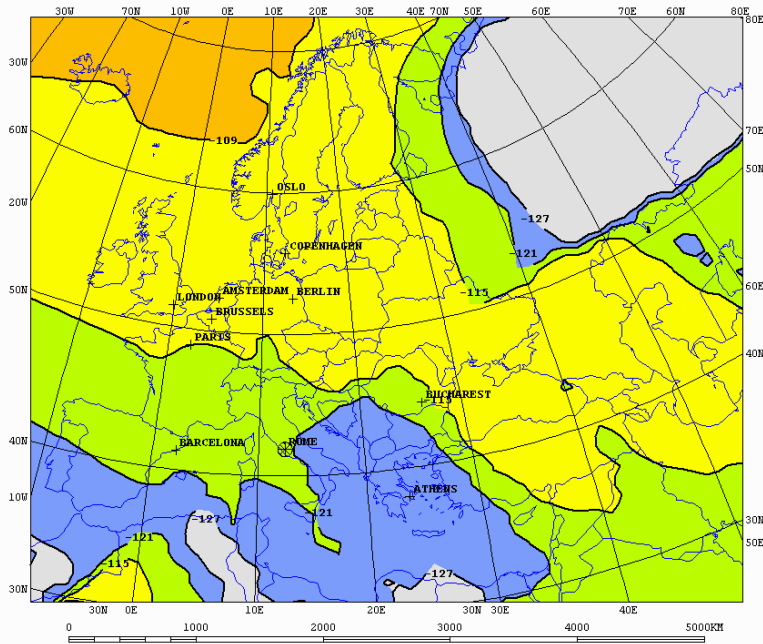 30W 70N 10W 0E 10E 20E 30E 40E 70N 50E 60E 70E 60N 80E
80E
30W
60N
70E
-109
50N
OSLO
20W
-127
COPENHAGEN
-121
60E
50N
AMSTERDAM
BERLIN
-115
LONDON
BRUSSELS
PARIS
40E
BUCHAREST
-115
40N
BARCELONA
ROME
10W
ATHENS
-121
-127
30N
-121
50E
-115
-127
30N
30N 0E 10E 20E 30N 30E 40E
0 1000 2000 3000 4000 5000KM